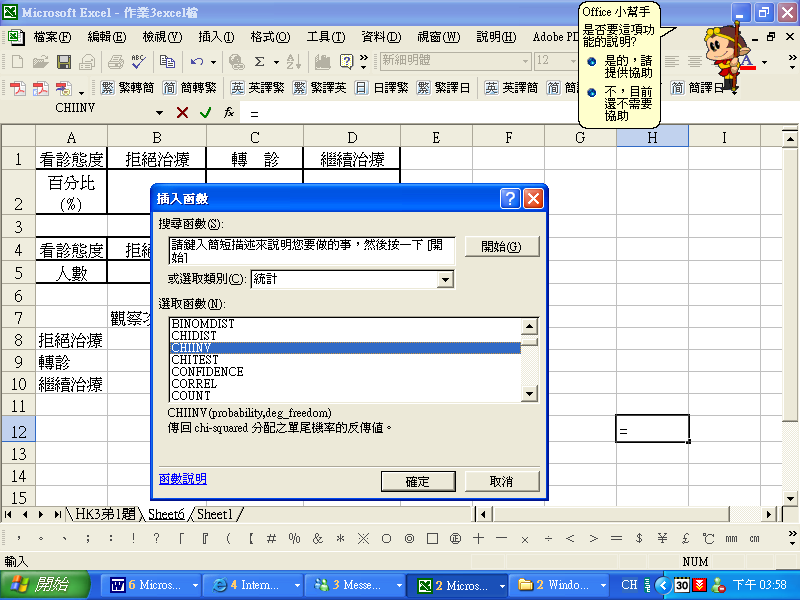 Microsoft Excel - 作業3excel檔
Office 小幫手
是否要這項功
能的說明?
是的，請
提供協助
不，目前
還不需要
協助
檔案(F) 編輯(E) 檢視(V) 插入(I) 格式(O) 工具(T) 資料(D) 視窗(W) 說明(H) Adobe PD
新細明體 12
繁 繁轉簡 簡 簡轉繁 英 英譯繁 繁 繁譯英 日 日譯繁 繁 繁譯日 英 英譯簡 簡 簡 簡譯日
CHIINV =
A B C D E F G H I
1 看診態度 拒絕治療 轉 診 繼續治療
百分比
2 (%)
3
4 看診態度
5 人數
6
7
8 拒絕治療
9 轉診
10 繼續治療
11
12 =
13
14
15
插入函數
搜尋函數(S):
請鍵入簡短描述來說明您要做的事，然後按一下 [開
始]
開始(G)
或選取類別(C): 統計
選取函數(N):
BINOMDIST
CHIDIST
CHIINV
CHITEST
CONFIDENCE
CORREL
COUNT
CHIINV(probability,deg_freedom)
傳回 chi-squared 分配之單尾機率的反傳值。
函數說明
確定 取消
HK3弟1題 Sheet6 Sheet1
， 。 、 ； ： ！ ？ 「 『 （ 【 # % & * ※ ○ ◎ □ ㊣ ＋ － × ÷ ＜ ＞ ＝ $ ￥ ￡ ℃ ㎜ ㎝
輸入 NUM
開始 6 Micros... 4 Intern... 3 Messe... 2 Micros... 2 Windo... CH 30 下午 03:58